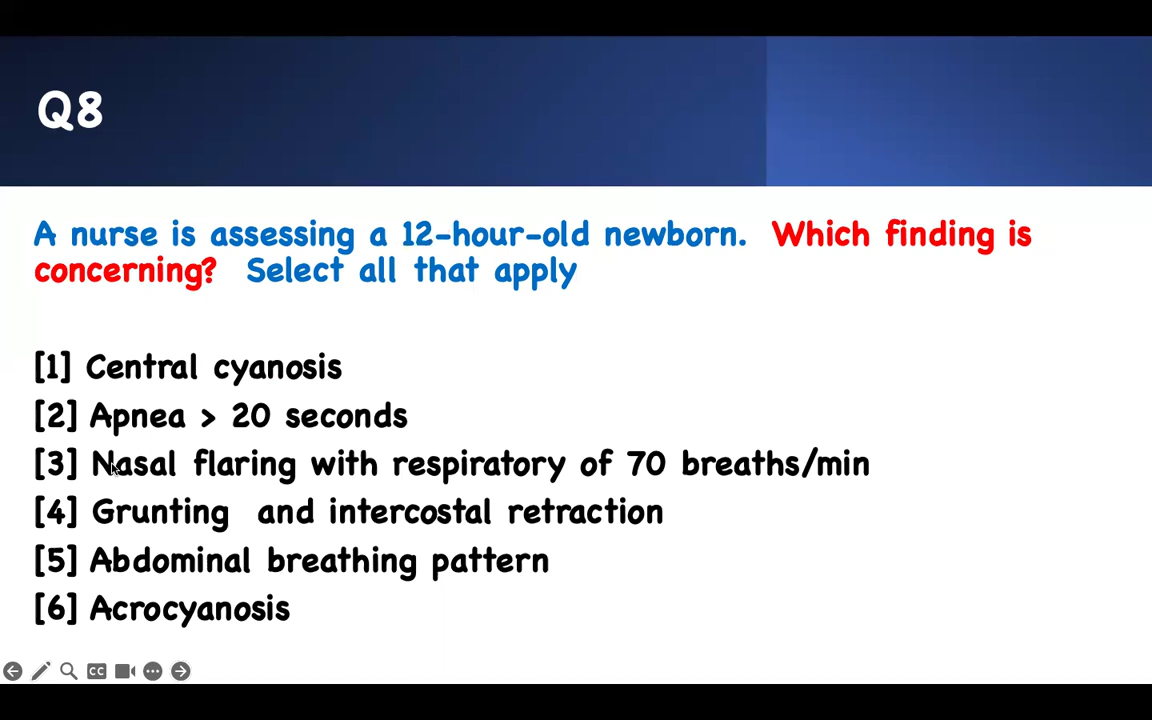 Q8
A nurse is assessing a 12-hour-old newborn. Which finding is
concerning? Select all that apply
[1] Central cyanosis
[2] Apnea > 20 seconds
[3] Nasal flaring with respiratory of 70 breaths/min
[4] Grunting and intercostal retraction
[5] Abdominal breathing pattern
[6] Acrocyanosis
CC